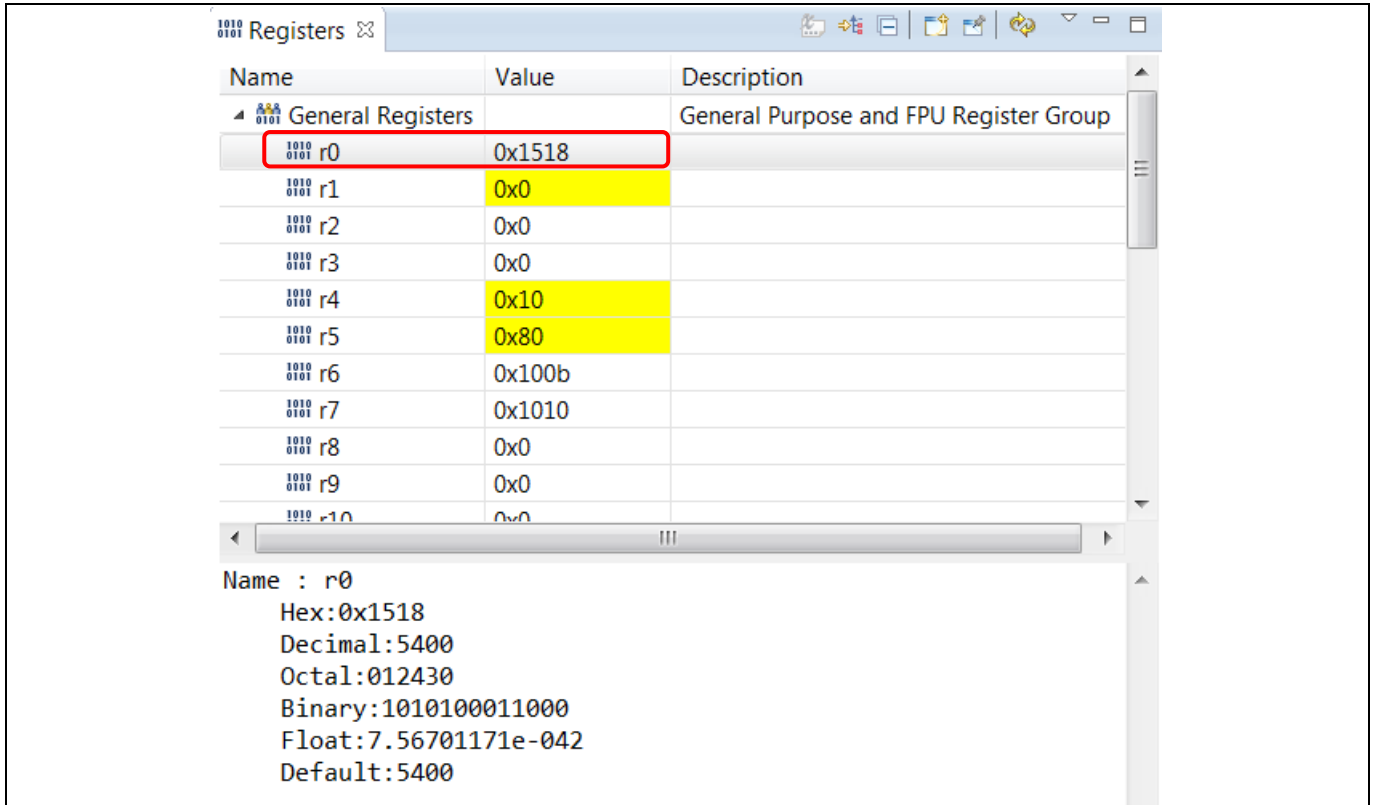 Registers
Name Value Description
General Registers General Purpose and FPU Register Group
r0 0x1518
r1 0x0
r2 0x0
r3 0x0
r4 0x10
r5 0x80
r6 0x100b
r7 0x1010
r8 0x0
r9 0x0
r10 0x0
Name : r0
Hex:0x1518
Decimal:5400
Octal:012430
Binary:1010100011000
Float:7.56701171e-042
Default:5400